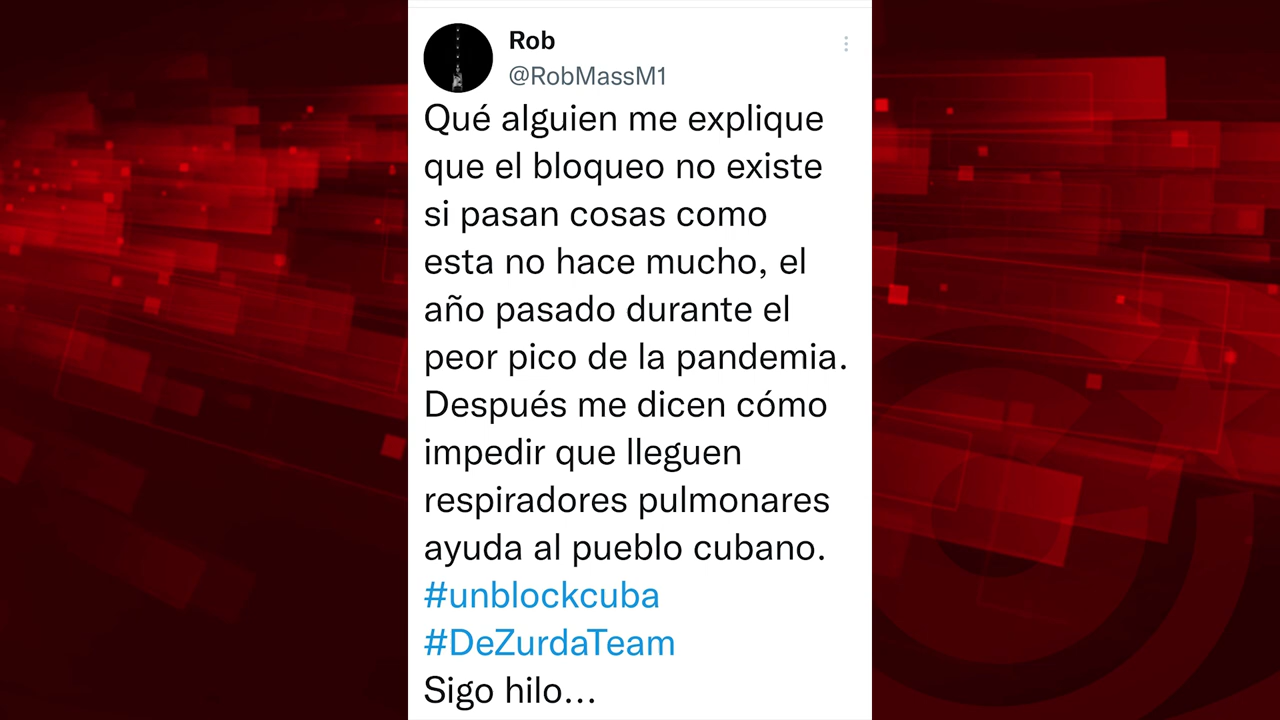 Rob
@RobMassM1
Qué alguien me explique
que el bloqueo no existe
si pasan cosas como
esta no hace mucho, el
año pasado durante el
peor pico de la pandemia.
Después me dicen cómo
impedir que lleguen
respiradores pulmonares
ayuda al pueblo cubano.
#unblockcuba
#DeZurdaTeam
Sigo hilo...